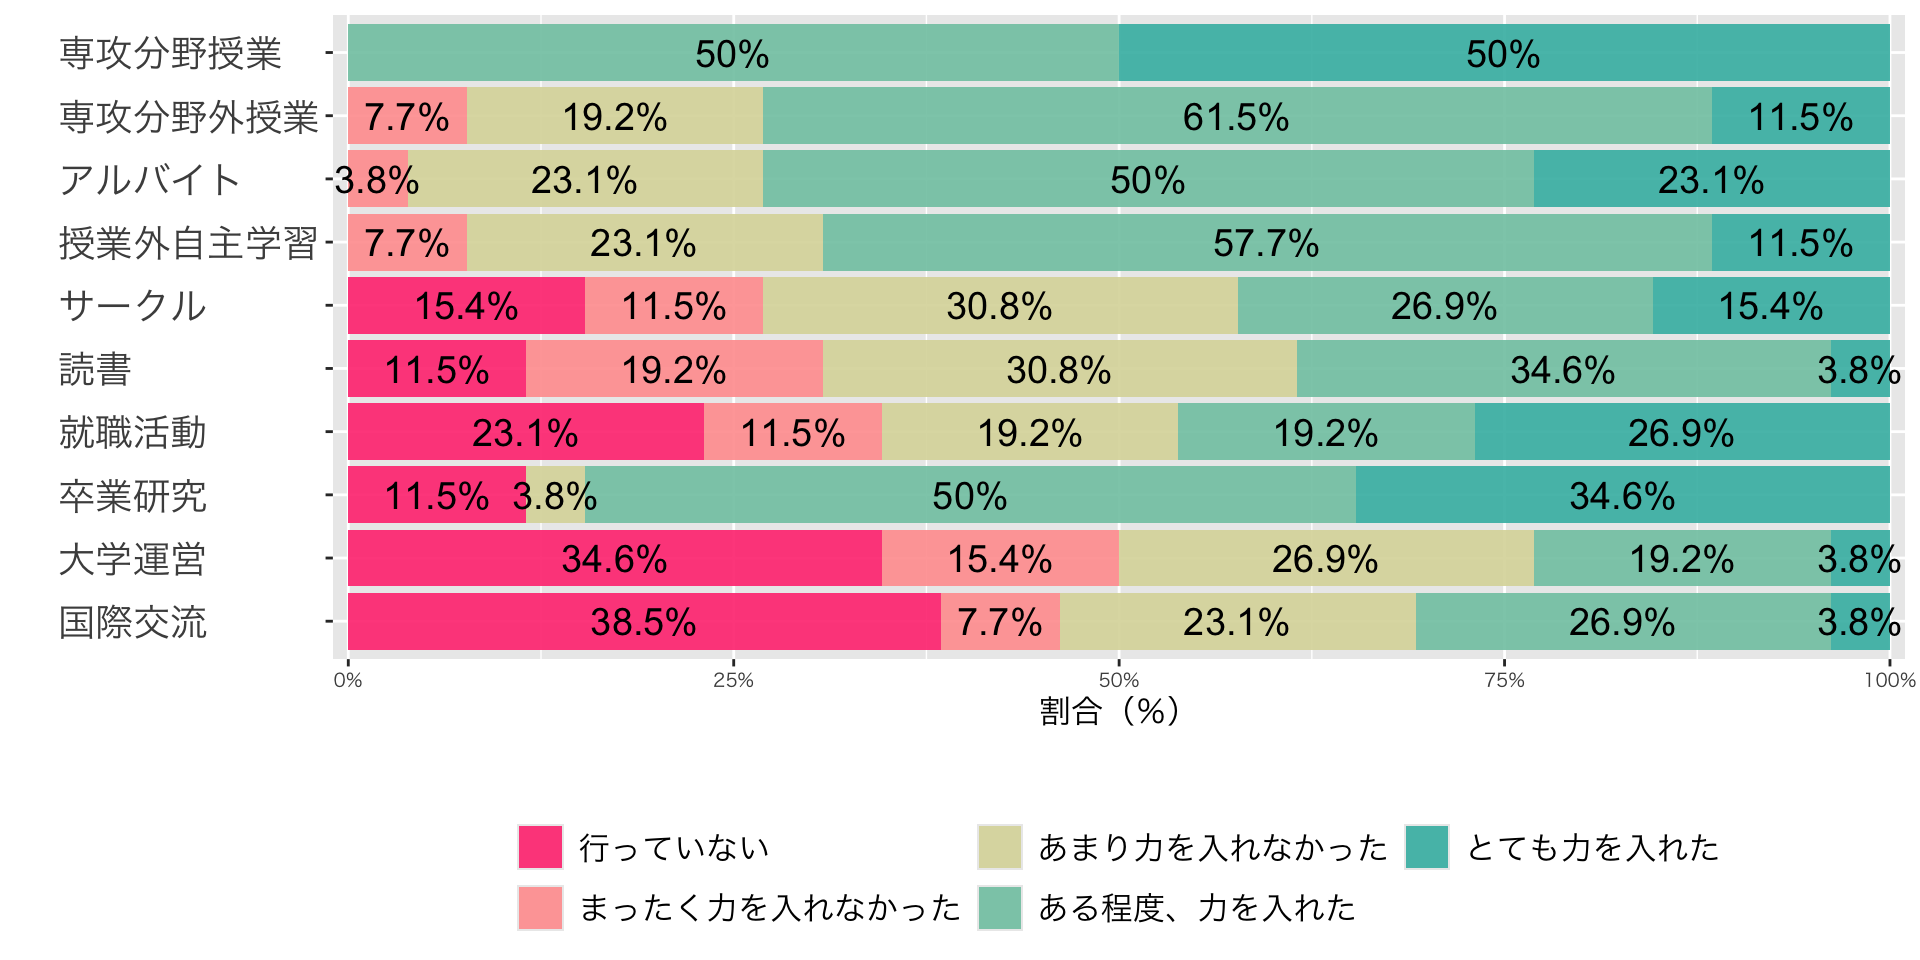 専攻分野授業 50% 50%
専攻分野外授業 7.7% 19.2% 61.5% 11.5%
アルバイト 3.8% 23.1% 50% 23.1%
授業外自主学習 7.7% 23.1% 57.7% 11.5%
サークル 15.4% 11.5% 30.8% 26.9% 15.4%
読書 11.5% 19.2% 30.8% 34.6% 3.8%
就職活動 23.1% 11.5% 19.2% 19.2% 26.9%
卒業研究 11.5% 3.8% 50% 34.6%
大学運営 34.6% 15.4% 26.9% 19.2% 3.8%
国際交流 38.5% 7.7% 23.1% 26.9% 3.8%
0% 25% 50% 75% 100%
割合（%）
行っていない あまり力を入れなかった とても力を入れた
まったく力を入れなかった ある程度、力を入れた